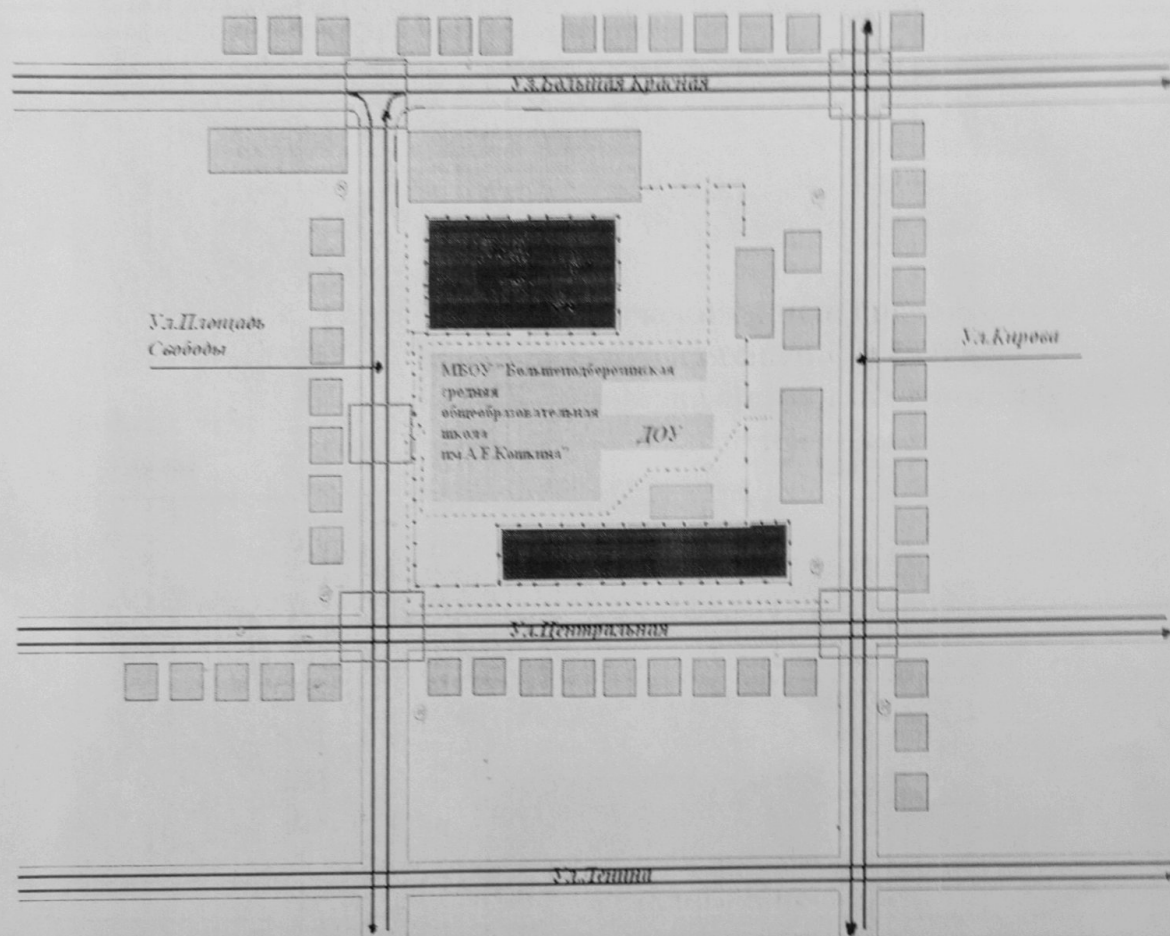 Ул.Большая Красная
Ул.Площадь
Свободы
Ул.Кирова
МБОУ "Большеподберезинская
средняя
общеобразовательная
школа
им А.Е.Кошкина"
ДОУ
Ул.Центральная
Ул.Ленина